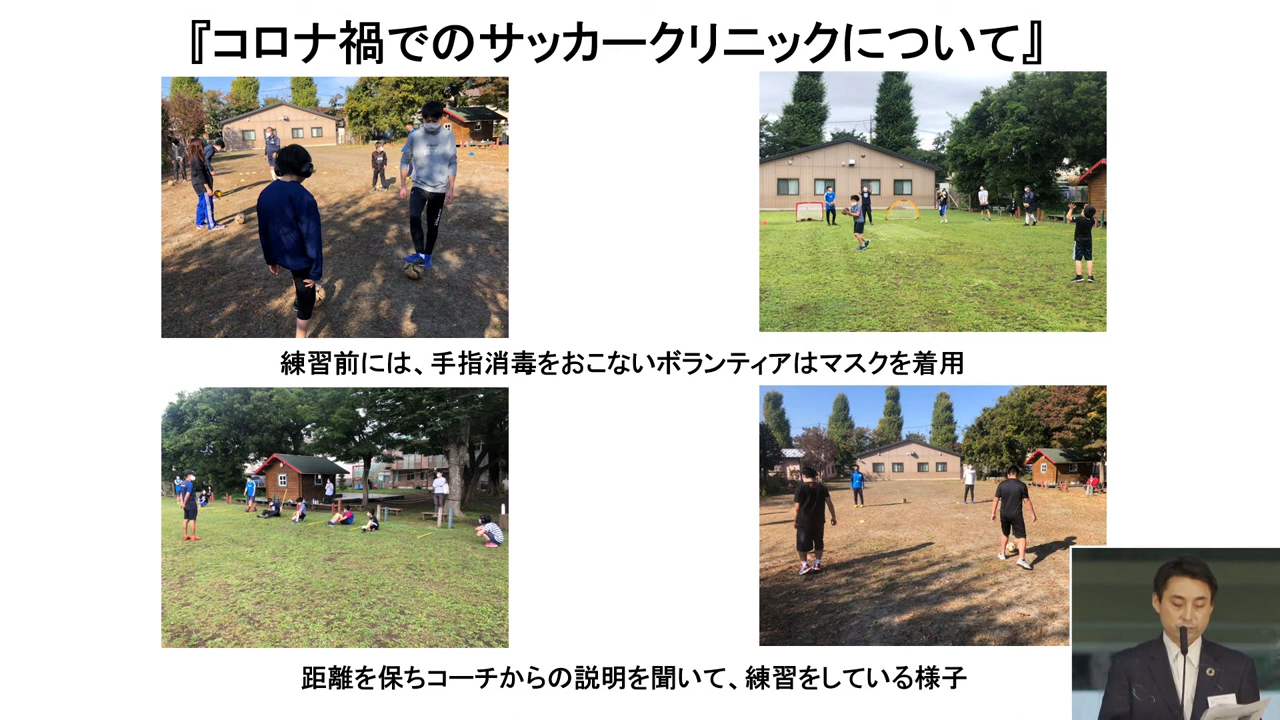 『コロナ禍でのサッカークリニックについて』
練習前には、手指消毒をおこないボランティアはマスクを着用
距離を保ちコーチからの説明を聞いて、練習をしている様子